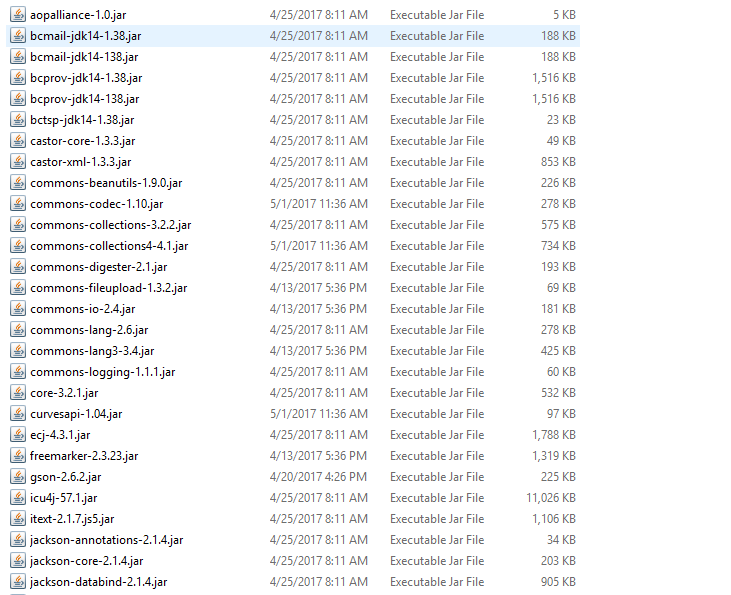 aopalliance-1.0.jar 4/25/2017 8:11 AM Executable Jar File 5 KB
bcmail-jdk14-1.38.jar 4/25/2017 8:11 AM Executable Jar File 188 KB
bcmail-jdk14-138.jar 4/25/2017 8:11 AM Executable Jar File 188 KB
bcprov-jdk14-1.38.jar 4/25/2017 8:11 AM Executable Jar File 1,516 KB
bcprov-jdk14-138.jar 4/25/2017 8:11 AM Executable Jar File 1,516 KB
bctsp-jdk14-1.38.jar 4/25/2017 8:11 AM Executable Jar File 23 KB
castor-core-1.3.3.jar 4/25/2017 8:11 AM Executable Jar File 49 KB
castor-xml-1.3.3.jar 4/25/2017 8:11 AM Executable Jar File 853 KB
commons-beanutils-1.9.0.jar 4/25/2017 8:11 AM Executable Jar File 226 KB
commons-codec-1.10.jar 5/1/2017 11:36 AM Executable Jar File 278 KB
commons-collections-3.2.2.jar 4/25/2017 8:11 AM Executable Jar File 575 KB
commons-collections4-4.1.jar 5/1/2017 11:36 AM Executable Jar File 734 KB
commons-digester-2.1.jar 4/25/2017 8:11 AM Executable Jar File 193 KB
commons-fileupload-1.3.2.jar 4/13/2017 5:36 PM Executable Jar File 69 KB
commons-io-2.4.jar 4/13/2017 5:36 PM Executable Jar File 181 KB
commons-lang-2.6.jar 4/25/2017 8:11 AM Executable Jar File 278 KB
commons-lang3-3.4.jar 4/13/2017 5:36 PM Executable Jar File 425 KB
commons-logging-1.1.1.jar 4/25/2017 8:11 AM Executable Jar File 60 KB
core-3.2.1.jar 4/25/2017 8:11 AM Executable Jar File 532 KB
curvesapi-1.04.jar 5/1/2017 11:36 AM Executable Jar File 97 KB
ecj-4.3.1.jar 4/25/2017 8:11 AM Executable Jar File 1,788 KB
freemarker-2.3.23.jar 4/13/2017 5:36 PM Executable Jar File 1,319 KB
gson-2.6.2.jar 4/20/2017 4:26 PM Executable Jar File 225 KB
icu4j-57.1.jar 4/25/2017 8:11 AM Executable Jar File 11,026 KB
itext-2.1.7.js5.jar 4/25/2017 8:11 AM Executable Jar File 1,106 KB
jackson-annotations-2.1.4.jar 4/25/2017 8:11 AM Executable Jar File 34 KB
jackson-core-2.1.4.jar 4/25/2017 8:11 AM Executable Jar File 203 KB
jackson-databind-2.1.4.jar 4/25/2017 8:11 AM Executable Jar File 905 KB